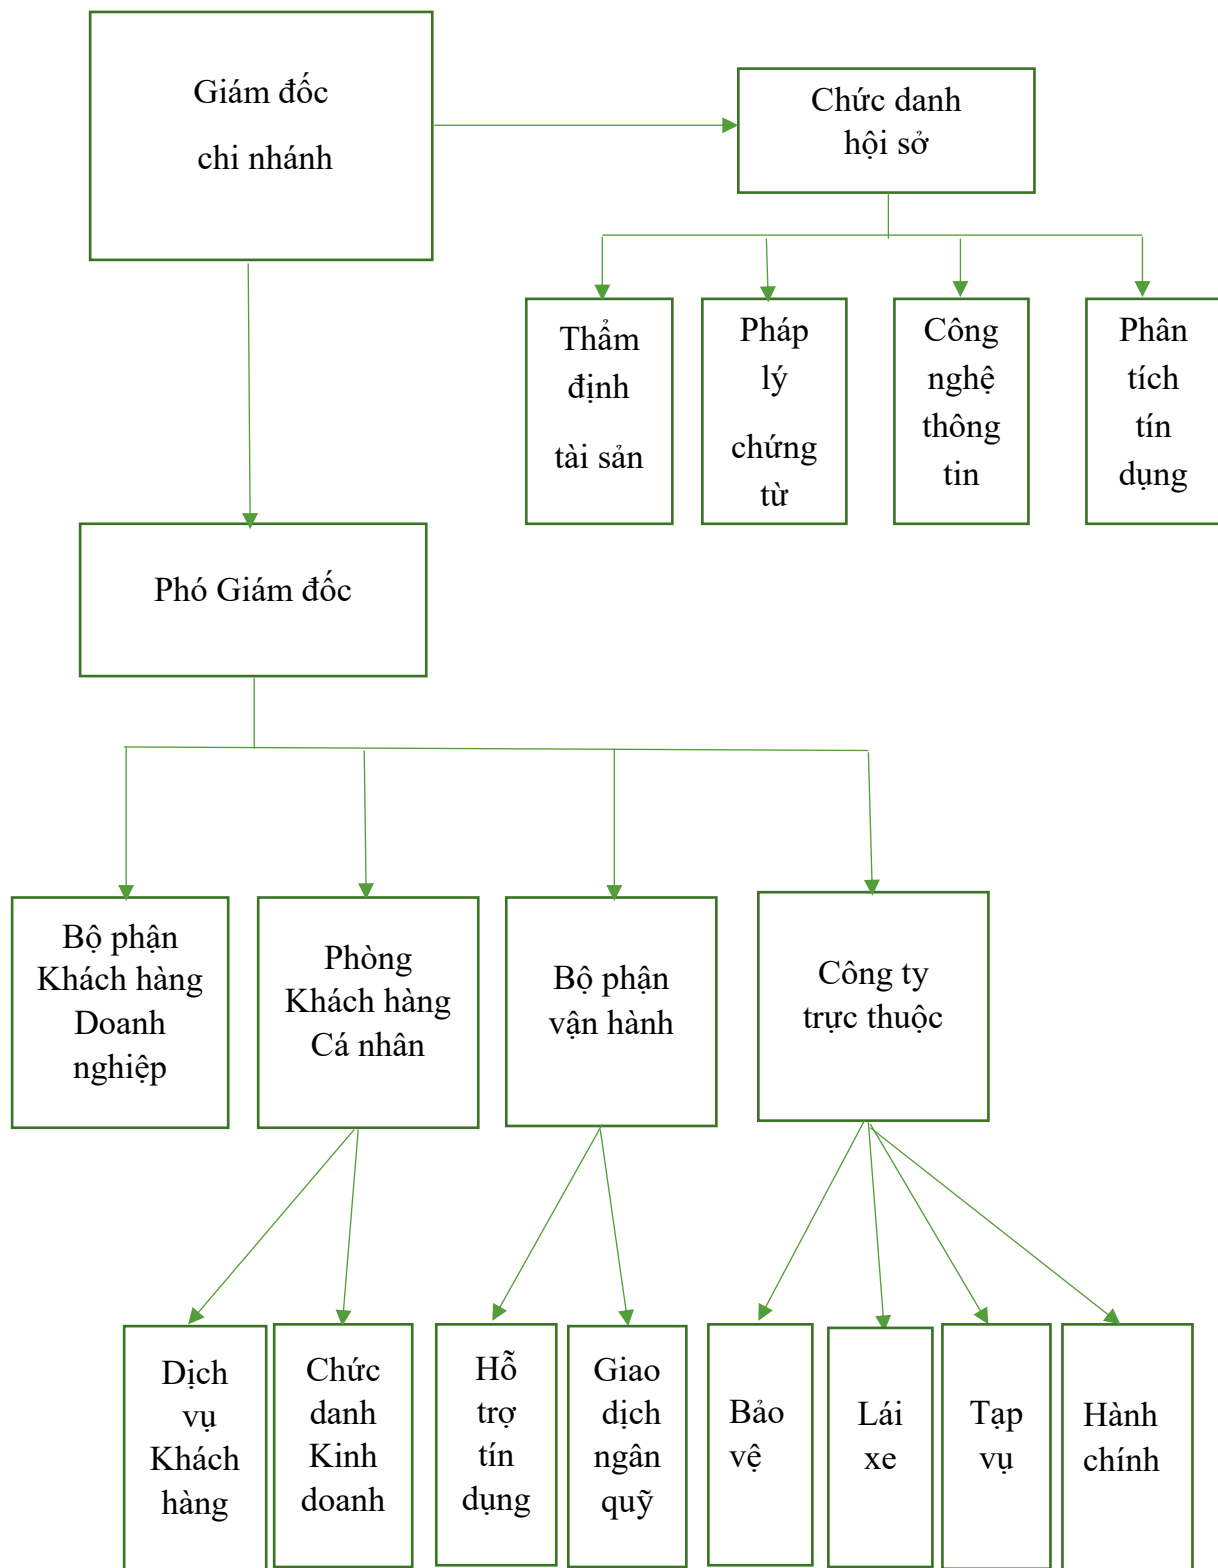 Giám đốc
chi nhánh
Chức danh
hội sở
Thẩm
định
tài sản
Pháp
lý
chứng
từ
Công
nghệ
thông
tin
Phân
tích
tín
dụng
Phó Giám đốc
Bộ phận
Khách hàng
Doanh
nghiệp
Phòng
Khách hàng
Cá nhân
Bộ phận
vận hành
Công ty
trực thuộc
Dịch
vụ
Khách
hàng
Chức
danh
Kinh
doanh
Hỗ
trợ
tín
dụng
Giao
dịch
ngân
quỹ
Bảo
vệ
Lái
xe
Tạp
vụ
Hành
chính